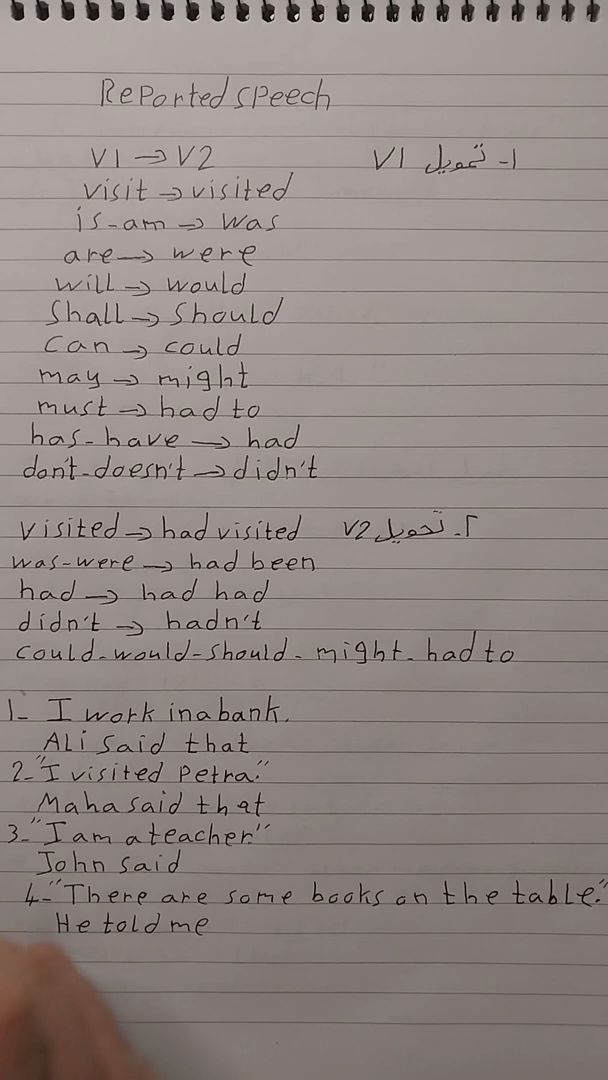 Reported speech
V1 → V2 ١- تحويل V1
visit → visited
is-am → was
are → were
will → would
Shall → Should
Can → could
may → might
must → had to
has-have → had
don't-doesn't → didn't
visited → had visited ٢- تحويل V2
was-were → had been
had → had had
didn't → hadn't
could-would-should-might-had to
1- I work in a bank.
ALi said that
2- "I visited Petra."
Maha said that
3- "I am a teacher."
John said
4- "There are some books on the table."
He told me